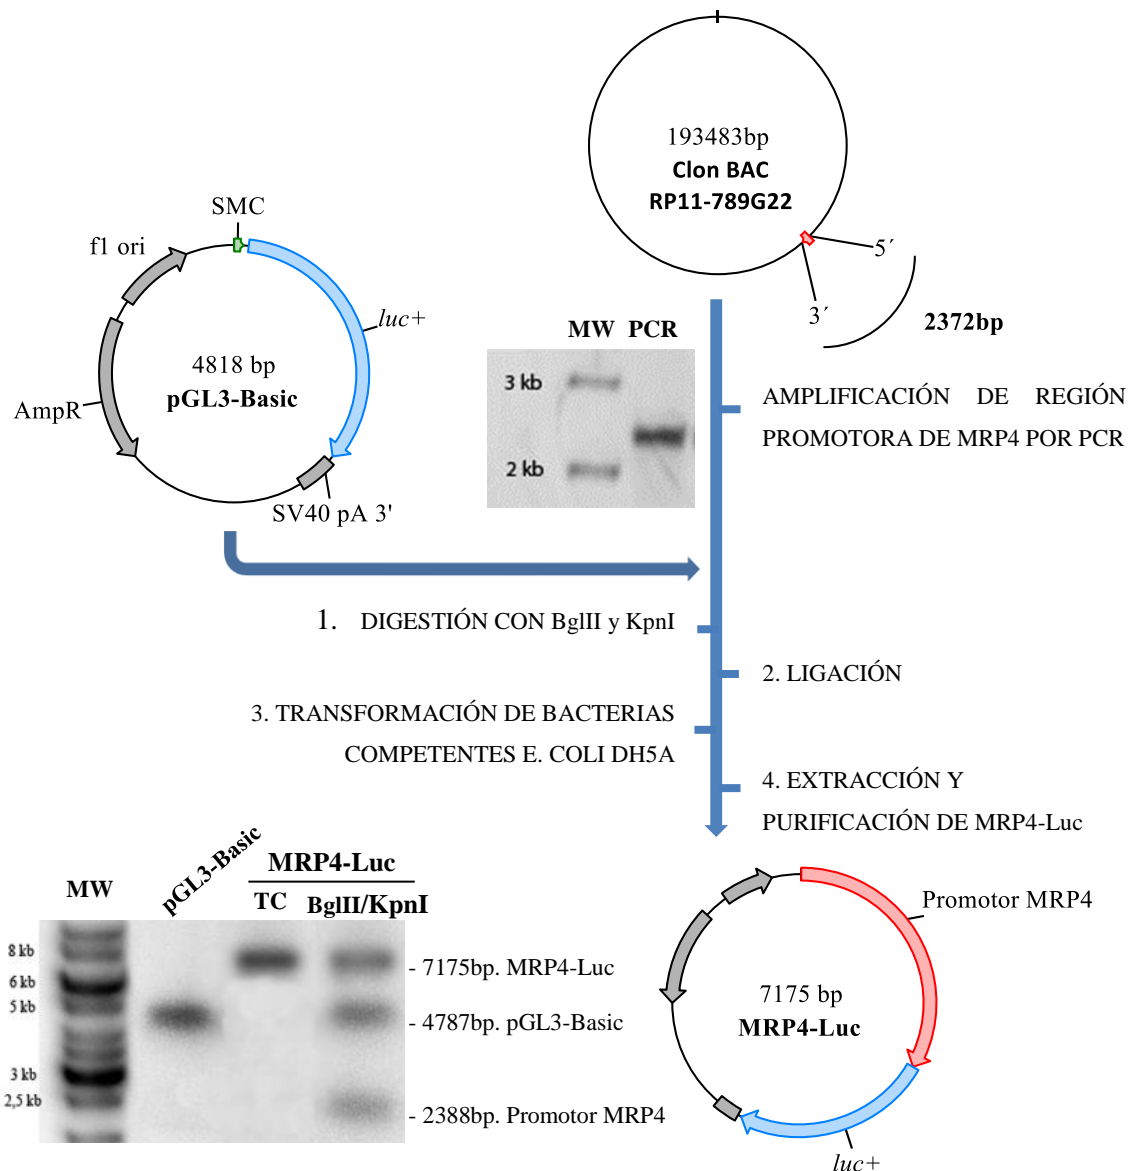 193483bp
Clon BAC
RP11-789G22
5´
3´
2372bp
SMC
f1 ori
luc+
4818 bp
pGL3-Basic
AmpR
SV40 pA 3'
MW PCR
3 kb
2 kb
AMPLIFICACIÓN DE REGIÓN
PROMOTORA DE MRP4 POR PCR
1. DIGESTIÓN CON BglII y KpnI
2. LIGACIÓN
3. TRANSFORMACIÓN DE BACTERIAS
COMPETENTES E. COLI DH5A
4. EXTRACCIÓN Y
PURIFICACIÓN DE MRP4-Luc
MW
pGL3-Basic
MRP4-Luc
TC BglII/KpnI
8 kb
6 kb
5 kb
3 kb
2,5 kb
- 7175bp. MRP4-Luc
- 4787bp. pGL3-Basic
- 2388bp. Promotor MRP4
Promotor MRP4
7175 bp
MRP4-Luc
luc+